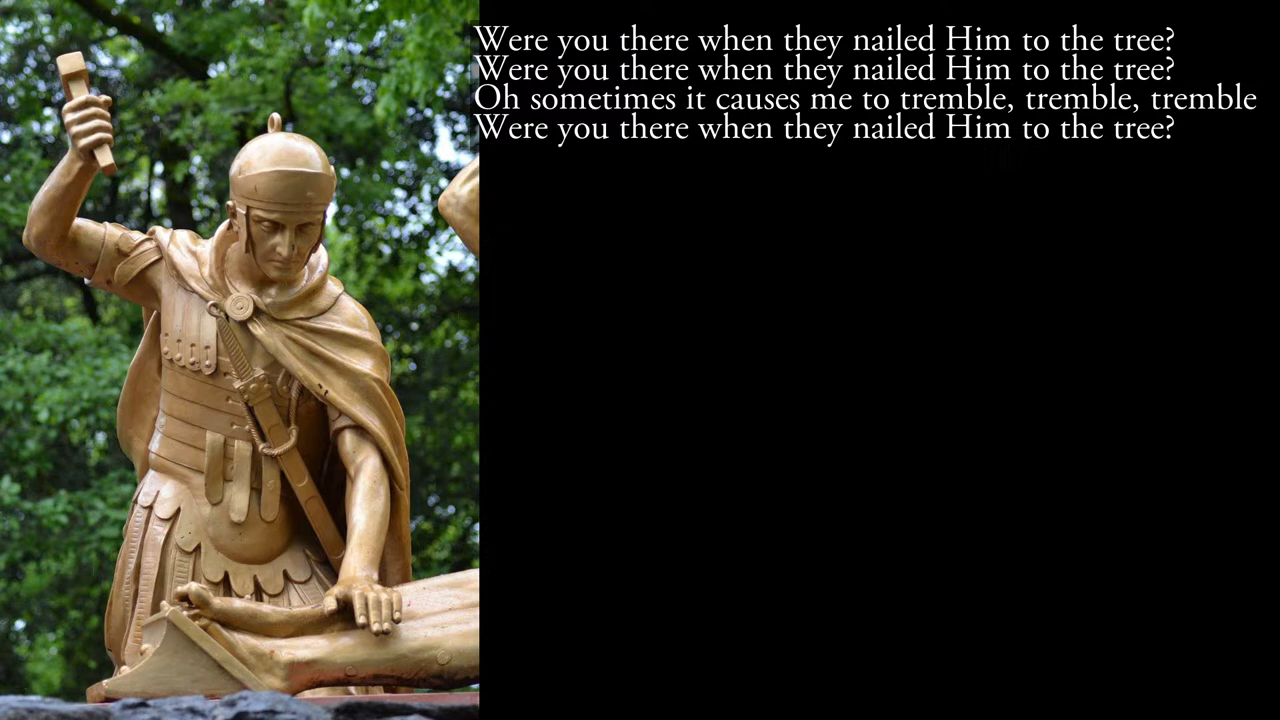 Were you there when they nailed Him to the tree?
Were you there when they nailed Him to the tree?
Oh sometimes it causes me to tremble, tremble, tremble
Were you there when they nailed Him to the tree?